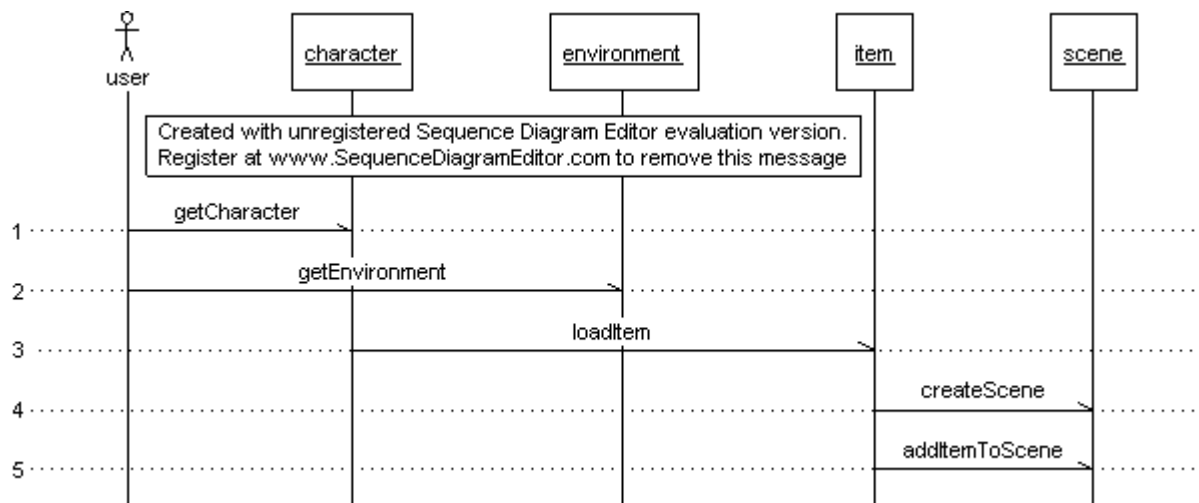 user
character
environment
item
scene
Created with unregistered Sequence Diagram Editor evaluation version.
Register at www.SequenceDiagramEditor.com to remove this message
getCharacter
1
getEnvironment
2
loadItem
3
createScene
4
addItemToScene
5